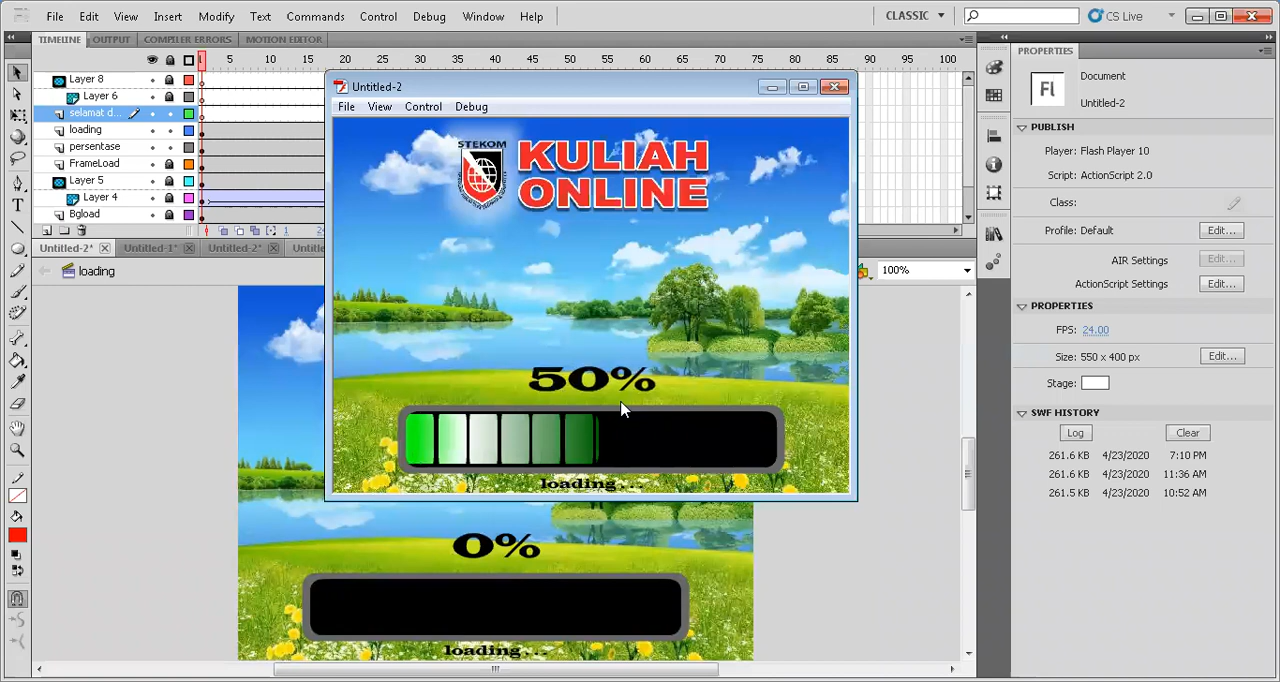 File Edit View Insert Modify Text Commands Control Debug Window Help CLASSIC CS Live
TIMELINE OUTPUT COMPILER ERRORS MOTION EDITOR
1 5 10 15 20 25 30 35 40 45 50 55 60 65 70 75 80 85 90 95 100
Layer 8
Layer 6
selamat d...
loading
persentase
FrameLoad
Layer 5
Layer 4
Bgload
Untitled-2* Untitled-1* Untitled-2*
loading
100%
Untitled-2
File View Control Debug
STEKOM
KULIAH
ONLINE
50%
loading...
0%
loading...
PROPERTIES
Fl
Document
Untitled-2
PUBLISH
Player: Flash Player 10
Script: ActionScript 2.0
Class:
Profile: Default Edit...
AIR Settings Edit...
ActionScript Settings Edit...
PROPERTIES
FPS: 24.00
Size: 550 x 400 px Edit...
Stage:
SWF HISTORY
Log Clear
261.6 KB 4/23/2020 7:10 PM
261.6 KB 4/23/2020 11:36 AM
261.5 KB 4/23/2020 10:52 AM